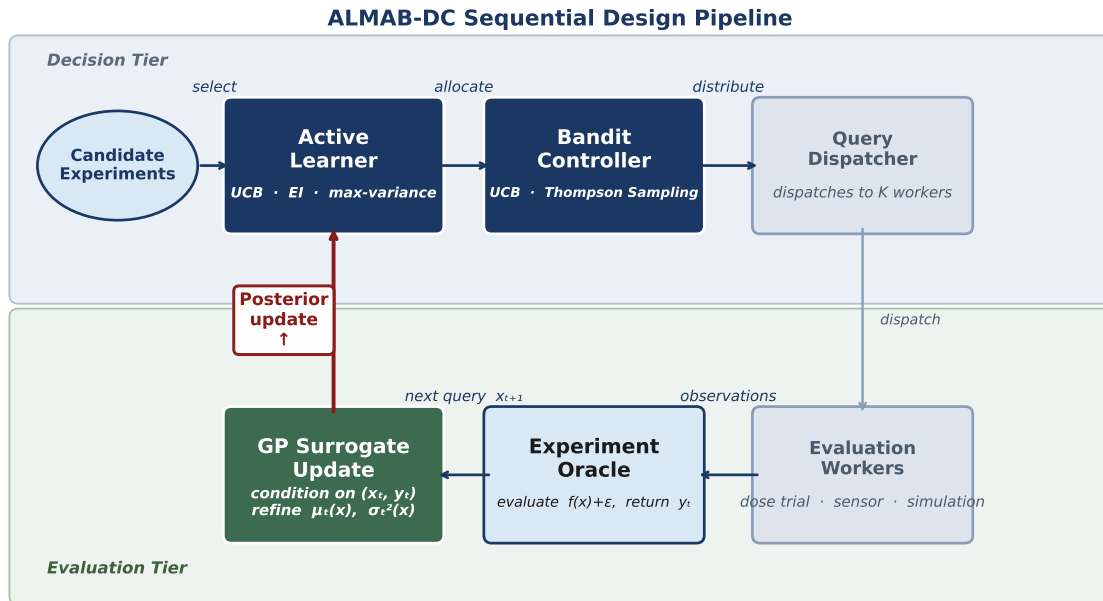 ALMAB-DC Sequential Design Pipeline
Decision Tier
select
allocate
distribute
Candidate
Experiments
Active
Learner
UCB · EI · max-variance
Bandit
Controller
UCB · Thompson Sampling
Query
Dispatcher
dispatches to K workers
Posterior
update
↑
dispatch
next query xₜ₊₁
observations
GP Surrogate
Update
condition on (xₜ, yₜ)
refine μₜ(x), σₜ²(x)
Experiment
Oracle
evaluate f(x)+ε, return yₜ
Evaluation
Workers
dose trial · sensor · simulation
Evaluation Tier